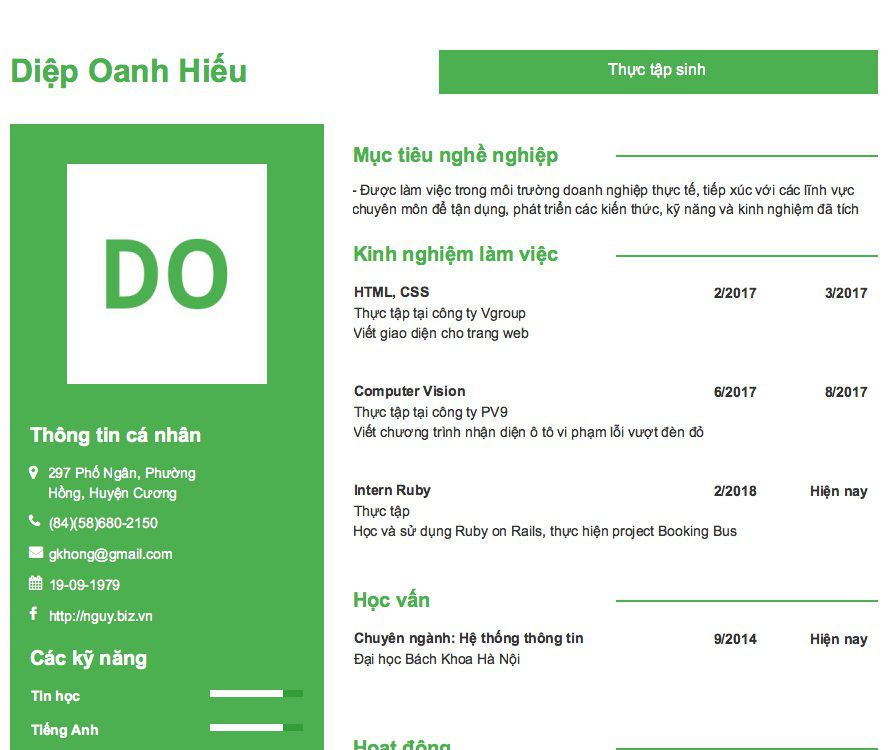 Diệp Oanh Hiếu
Thực tập sinh
DO
Thông tin cá nhân
297 Phố Ngân, Phường
Hồng, Huyện Cương
(84)(58)680-2150
gkhong@gmail.com
19-09-1979
http://nguy.biz.vn
Các kỹ năng
Tin học
Tiếng Anh
Mục tiêu nghề nghiệp
- Được làm việc trong môi trường doanh nghiệp thực tế, tiếp xúc với các lĩnh vực
chuyên môn để tận dụng, phát triển các kiến thức, kỹ năng và kinh nghiệm đã tích
Kinh nghiệm làm việc
HTML, CSS 2/2017 3/2017
Thực tập tại công ty Vgroup
Viết giao diện cho trang web
Computer Vision 6/2017 8/2017
Thực tập tại công ty PV9
Viết chương trình nhận diện ô tô vi phạm lỗi vượt đèn đỏ
Intern Ruby 2/2018 Hiện nay
Thực tập
Học và sử dụng Ruby on Rails, thực hiện project Booking Bus
Học vấn
Chuyên ngành: Hệ thống thông tin 9/2014 Hiện nay
Đại học Bách Khoa Hà Nội
Hoạt động